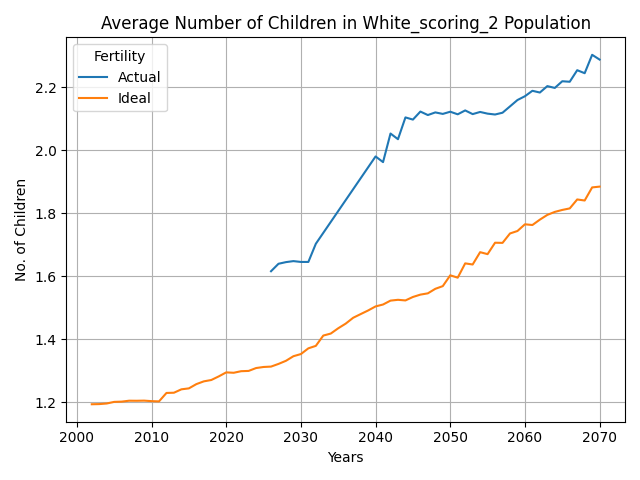 Average Number of Children in White_scoring_2 Population
Fertility
Actual
Ideal
No. of Children
2.2
2.0
1.8
1.6
1.4
1.2
2000 2010 2020 2030 2040 2050 2060 2070
Years